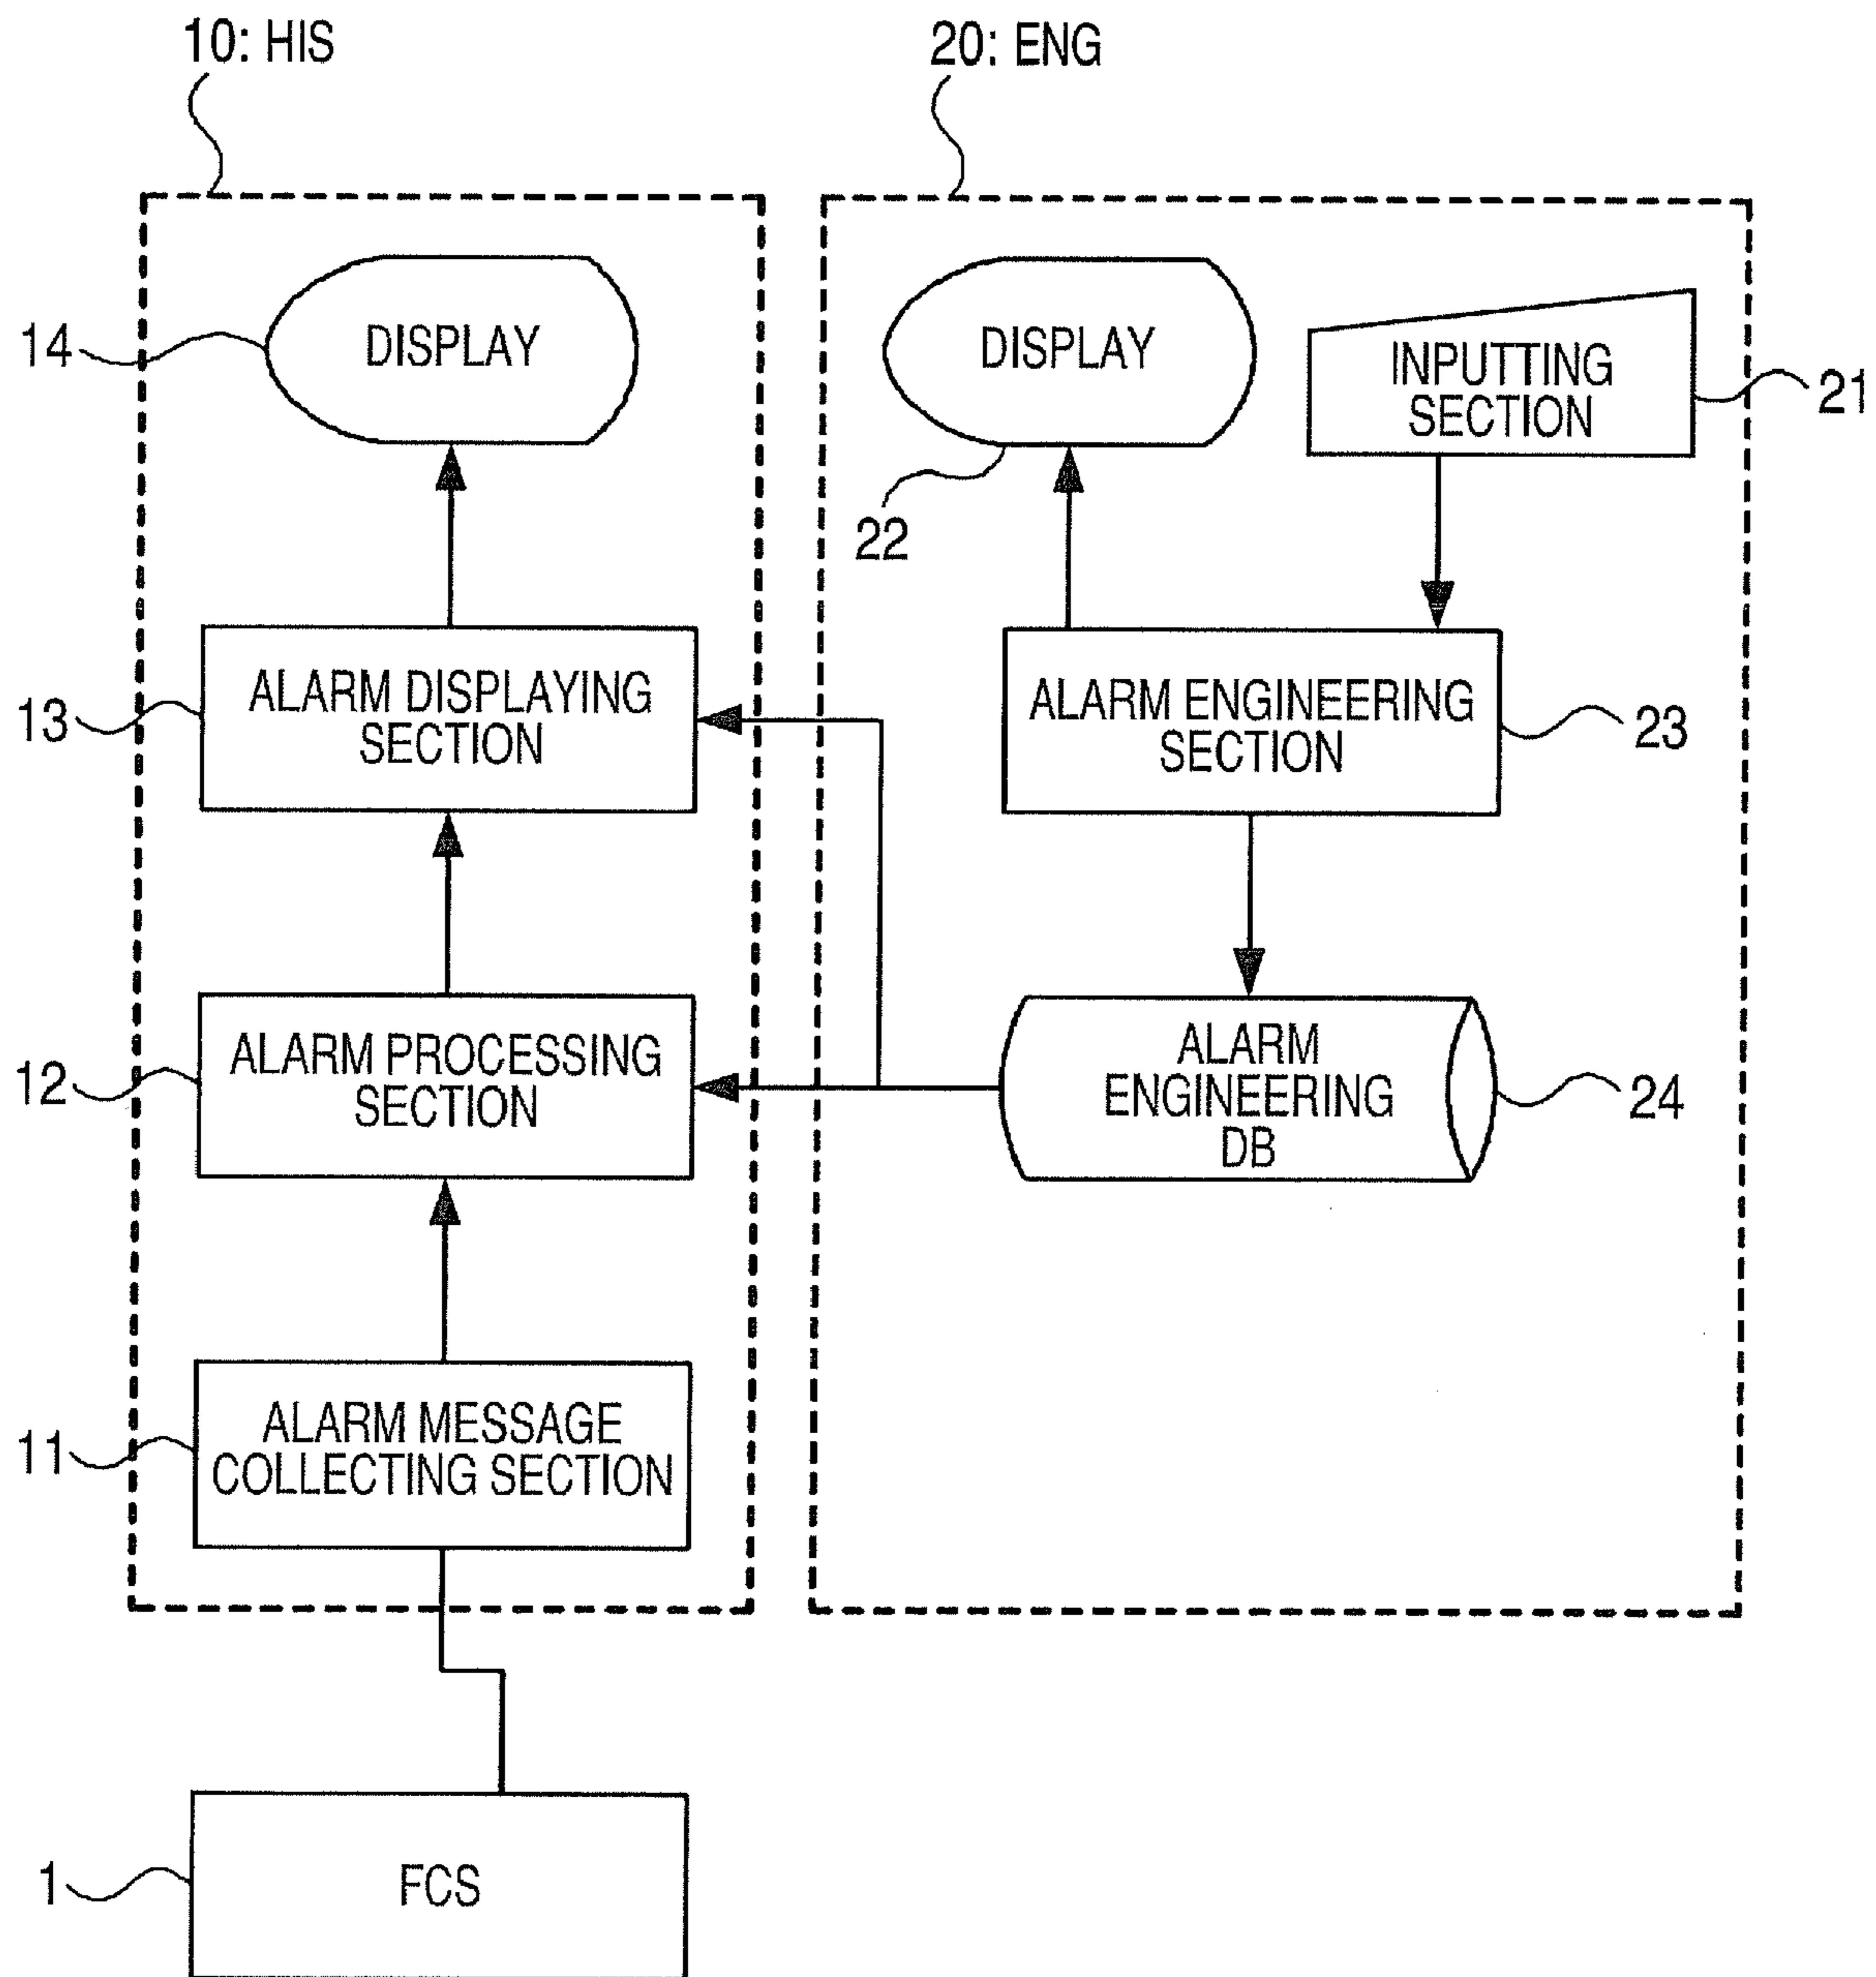 10: HIS
20: ENG
14
DISPLAY
DISPLAY
22
INPUTTING
SECTION
21
13
ALARM DISPLAYING
SECTION
ALARM ENGINEERING
SECTION
23
12
ALARM PROCESSING
SECTION
ALARM
ENGINEERING
DB
24
11
ALARM MESSAGE
COLLECTING SECTION
1
FCS